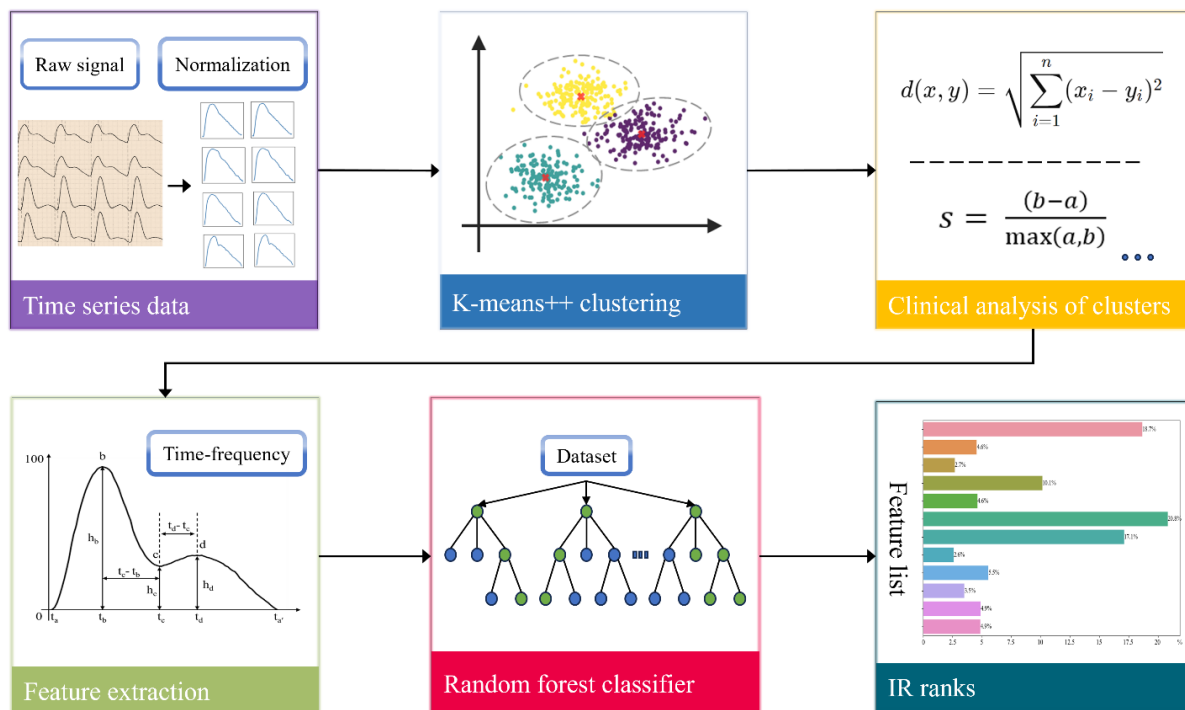 Raw signal
Normalization
Time series data
K-means++ clustering
d(x, y) = √∑ⁿᵢ₌₁(xᵢ − yᵢ)²
s = (b−a) / max(a,b)
Clinical analysis of clusters
Time-frequency
100
b
h_b
c
d
t_d- t_c
t_c- t_b
h_c
h_d
0
t_a
t_b
t_c
t_d
t_a'
Feature extraction
Dataset
Random forest classifier
Feature list
18.7%
4.6%
2.7%
10.1%
4.6%
20.8%
17.1%
2.6%
5.5%
3.5%
4.9%
4.9%
0 2.5 5 7.5 10 12.5 15 17.5 20 %
IR ranks